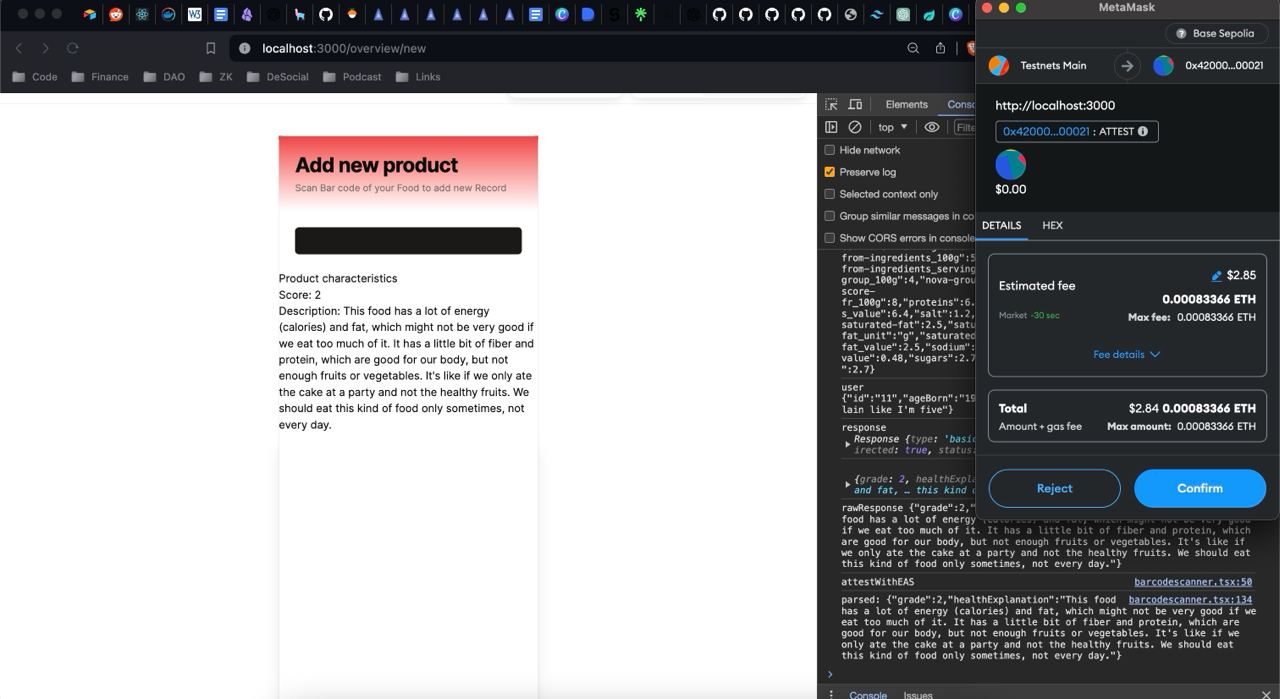 W3
localhost:3000/overview/new
Code Finance DAO ZK DeSocial Podcast Links
Add new product
Scan Bar code of your Food to add new Record
Product characteristics
Score: 2
Description: This food has a lot of energy
(calories) and fat, which might not be very good if
we eat too much of it. It has a little bit of fiber and
protein, which are good for our body, but not
enough fruits or vegetables. It's like if we only ate
the cake at a party and not the healthy fruits. We
should eat this kind of food only sometimes, not
every day.
Elements Conso
top Filte
Hide network
Preserve log
Selected context only
Group similar messages in co
Show CORS errors in console
from-ingredients_100g":5
from-ingredients_serving
group_100g":4,"nova-grou
score-
fr_100g":8,"proteins":6.
s_value":6.4,"salt":1.2,
saturated-fat":2.5,"satu
fat_unit":"g","saturated
fat_value":2.5,"sodium":
value":0.48,"sugars":2.7
":2.7}
user
{"id":"11","ageBorn":"19
lain like I'm five"}
response
Response {type: 'basic
irected: true, status:
{grade: 2, healthExpla
and fat, … this kind o
rawResponse {"grade":2,"
food has a lot of energy (calories) and fat, which might not be very good
if we eat too much of it. It has a little bit of fiber and protein, which
are good for our body, but not enough fruits or vegetables. It's like if
we only ate the cake at a party and not the healthy fruits. We should eat
this kind of food only sometimes, not every day."}
attestWithEAS barcodescanner.tsx:50
parsed: {"grade":2,"healthExplanation":"This food barcodescanner.tsx:134
has a lot of energy (calories) and fat, which might not be very good if we
eat too much of it. It has a little bit of fiber and protein, which are
good for our body, but not enough fruits or vegetables. It's like if we
only ate the cake at a party and not the healthy fruits. We should eat
this kind of food only sometimes, not every day."}
Console Issues
MetaMask
Base Sepolia
Testnets Main 0x42000...00021
http://localhost:3000
0x42000...00021 : ATTEST
$0.00
DETAILS HEX
$2.85
Estimated fee
0.00083366 ETH
Market ~30 sec Max fee: 0.00083366 ETH
Fee details
Total $2.84 0.00083366 ETH
Amount + gas fee Max amount: 0.00083366 ETH
Reject Confirm